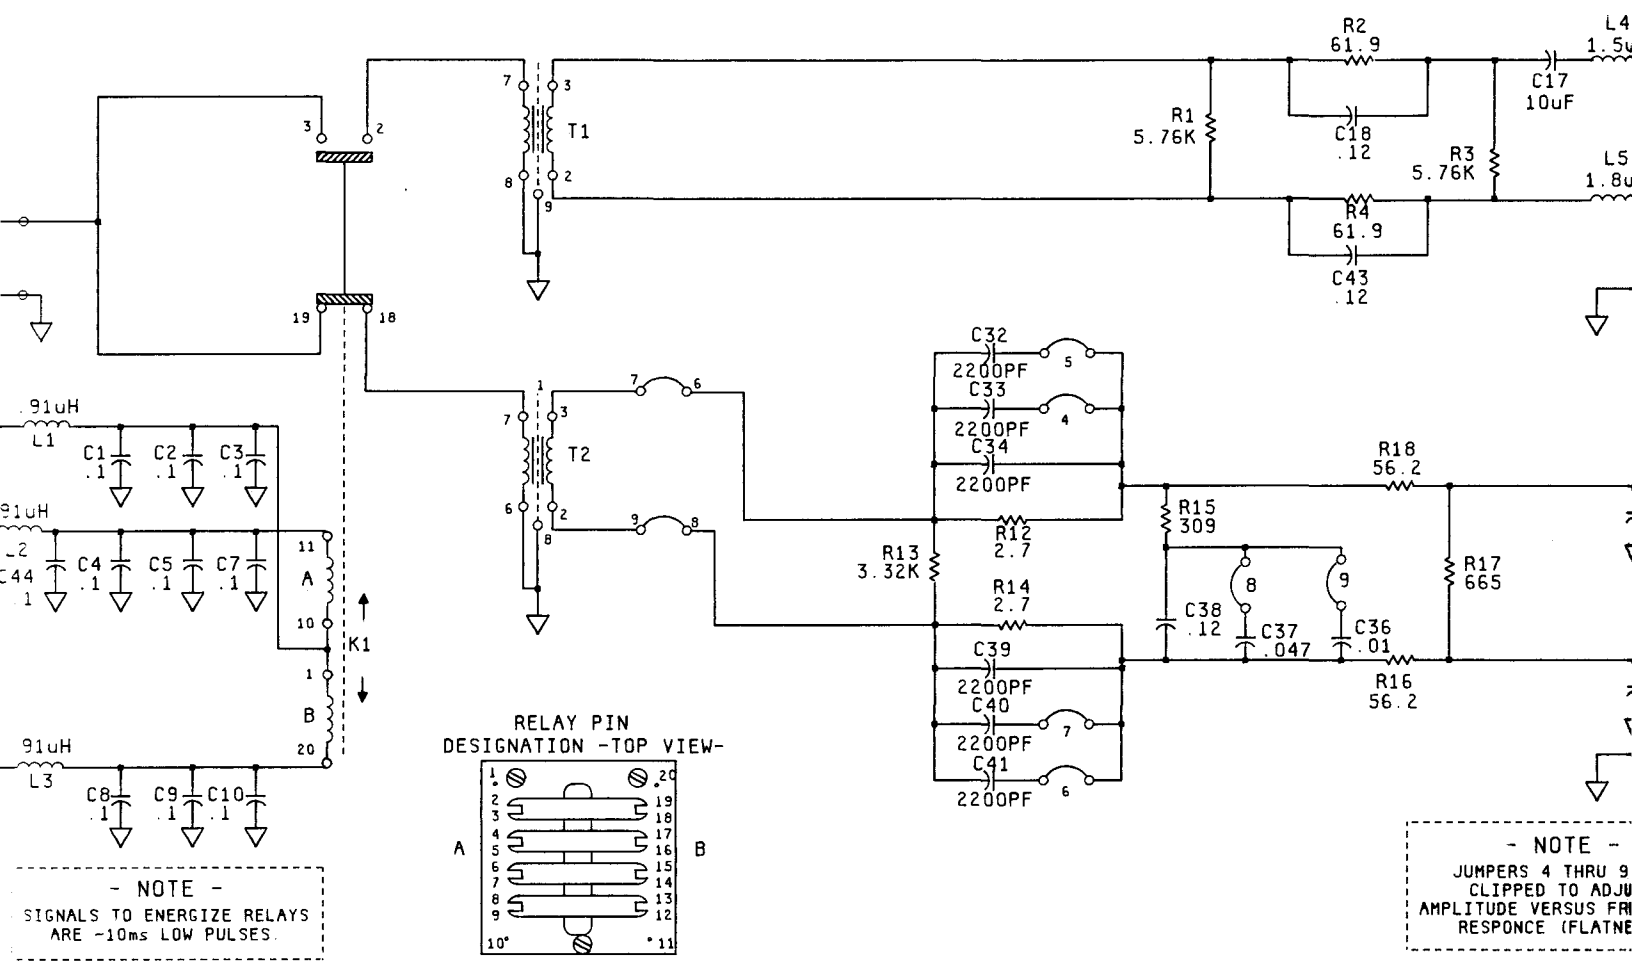 R2
61.9
L4
1.5u
C17
10uF
R1
5.76K
C18
.12
R3
5.76K
L5
1.8u
R4
61.9
C43
.12
3
2
7
3
T1
8
2
9
19
18
1
7
3
T2
6
2
8
7
6
9
8
C32
2200PF
5
C33
2200PF
4
C34
2200PF
R12
2.7
R13
3.32K
R14
2.7
C39
2200PF
C40
2200PF
7
C41
2200PF
6
R18
56.2
R15
309
8
9
R17
665
C38
.12
C37
.047
C36
.01
R16
56.2
.91uH
L1
C1
.1
C2
.1
C3
.1
91uH
L2
C44
.1
C4
.1
C5
.1
C7
.1
11
A
10
K1
1
B
20
91uH
L3
C8
.1
C9
.1
C10
.1
RELAY PIN
DESIGNATION -TOP VIEW-
1
20
2
19
3
18
4
17
5
16
A
B
6
15
7
14
8
13
9
12
10
11
- NOTE -
SIGNALS TO ENERGIZE RELAYS
ARE ~10ms LOW PULSES.
- NOTE -
JUMPERS 4 THRU 9
CLIPPED TO ADJU
AMPLITUDE VERSUS FR
RESPONCE (FLATNE